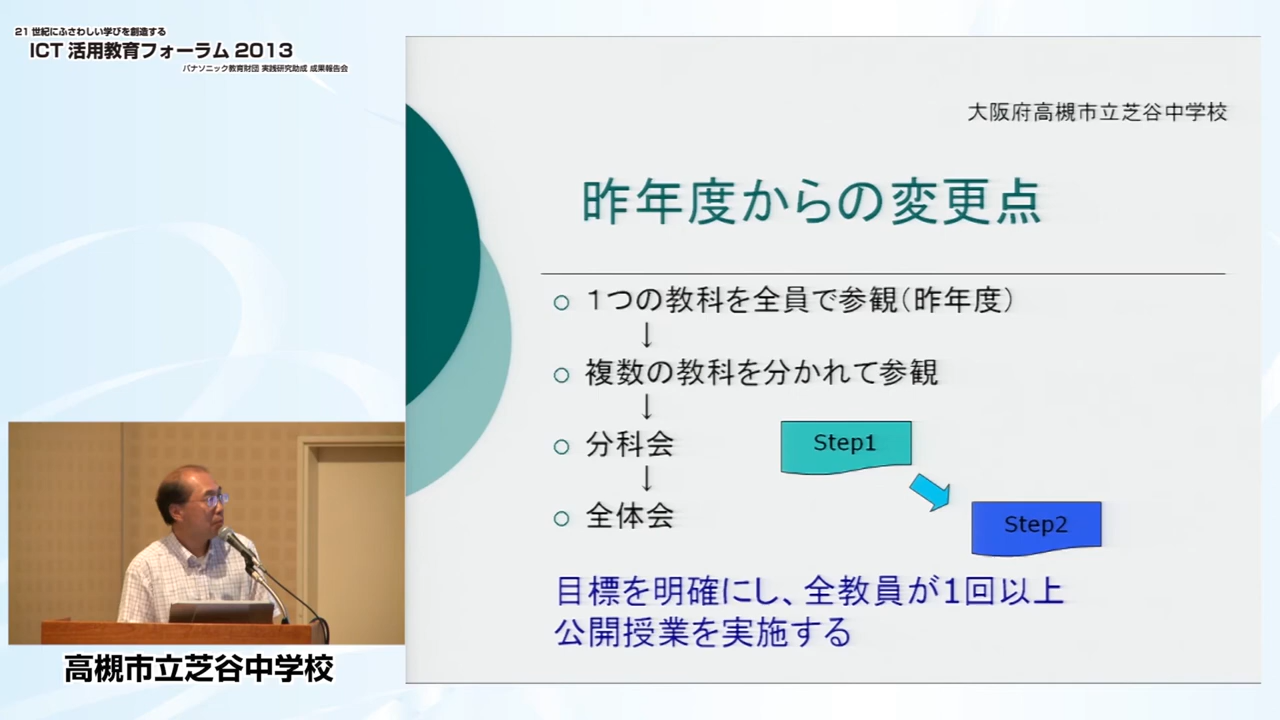 21 世紀にふさわしい学びを創造する
ICT 活用教育フォーラム 2013
パナソニック教育財団 実践研究助成 成果報告会
大阪府高槻市立芝谷中学校
昨年度からの変更点
○ 1つの教科を全員で参観(昨年度)
↓
○ 複数の教科を分かれて参観
↓
○ 分科会
↓
○ 全体会
Step1
Step2
目標を明確にし、全教員が1回以上
公開授業を実施する
高槻市立芝谷中学校